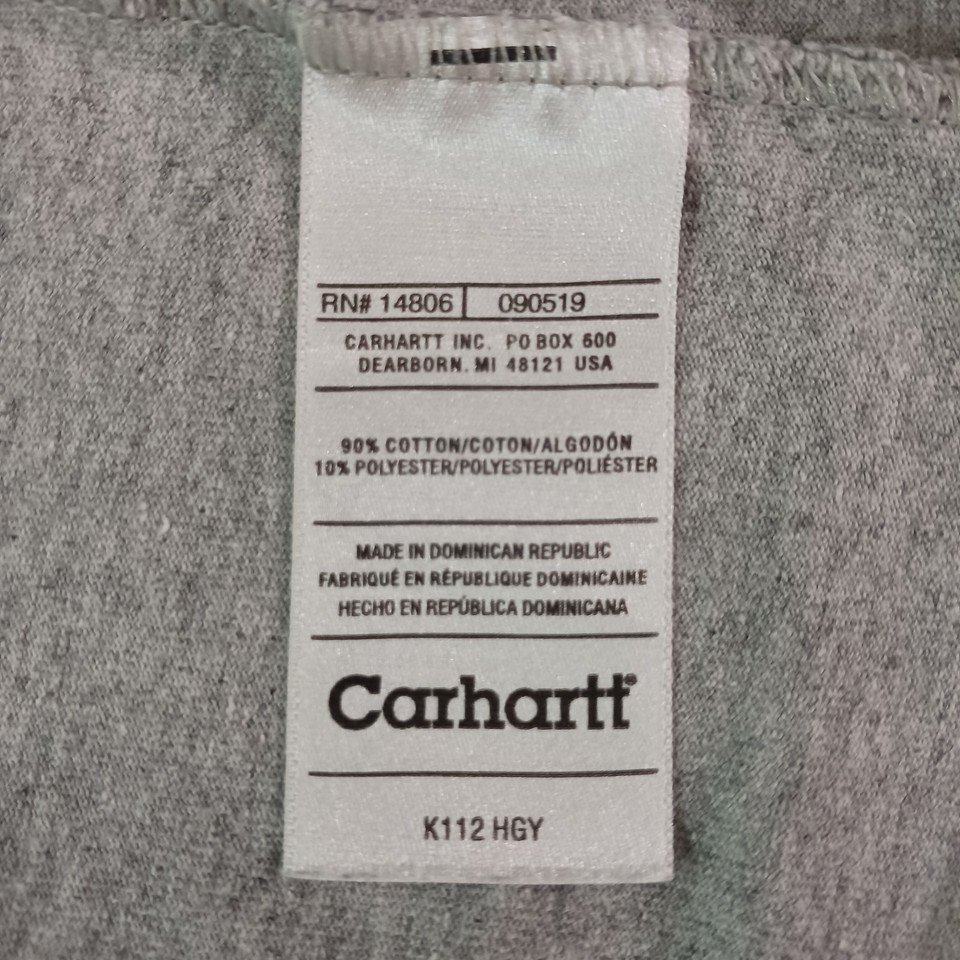 RN# 14806 | 090519
CARHARTT INC. PO BOX 600
DEARBORN. MI 48121 USA
90% COTTON/COTON/ALGODÓN
10% POLYESTER/POLYESTER/POLIÉSTER
MADE IN DOMINICAN REPUBLIC
FABRIQUÉ EN RÉPUBLIQUE DOMINICAINE
HECHO EN REPÚBLICA DOMINICANA
Carhartt®
K112 HGY